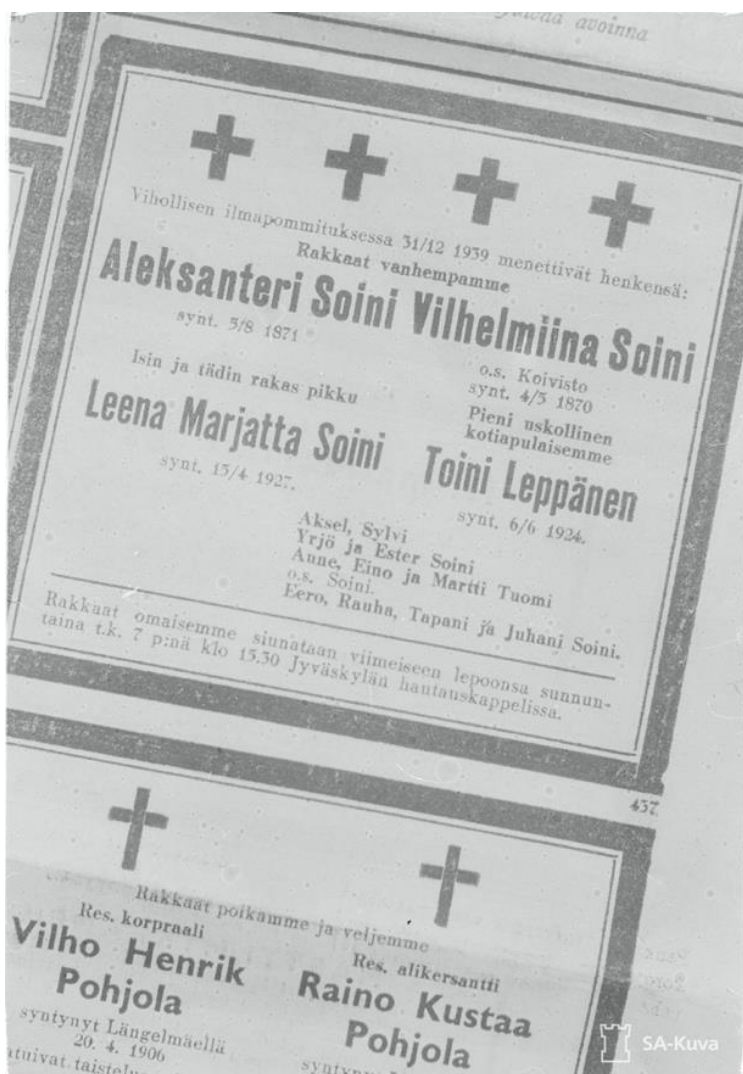 avoinna
Vihollisen ilmapommituksessa 31/12 1939 menettivät henkensä:
Rakkaat vanhempamme
Aleksanteri Soini Vilhelmiina Soini
synt. 5/8 1871
o.s. Koivisto
synt. 4/5 1870
Isin ja tädin rakas pikku
Pieni uskollinen
kotiapulaisemme
Leena Marjatta Soini
Toini Leppänen
synt. 15/4 1927.
synt. 6/6 1924.
Aksel, Sylvi
Yrjö ja Ester Soini
Anne, Eino ja Martti Tuomi
o.s. Soini.
Eero, Rauha, Tapani ja Juhani Soini.
Rakkaat omaisemme siunataan viimeiseen lepoonsa sunnun-
taina t.k. 7 p:nä klo 15.30 Jyväskylän hautauskappelissa.
437
Rakkaat poikamme ja veljemme
Res. korpraali
Vilho Henrik
Pohjola
syntynyt Längelmäellä
20. 4. 1906
Res. alikersantti
Raino Kustaa
Pohjola
SA-Kuva